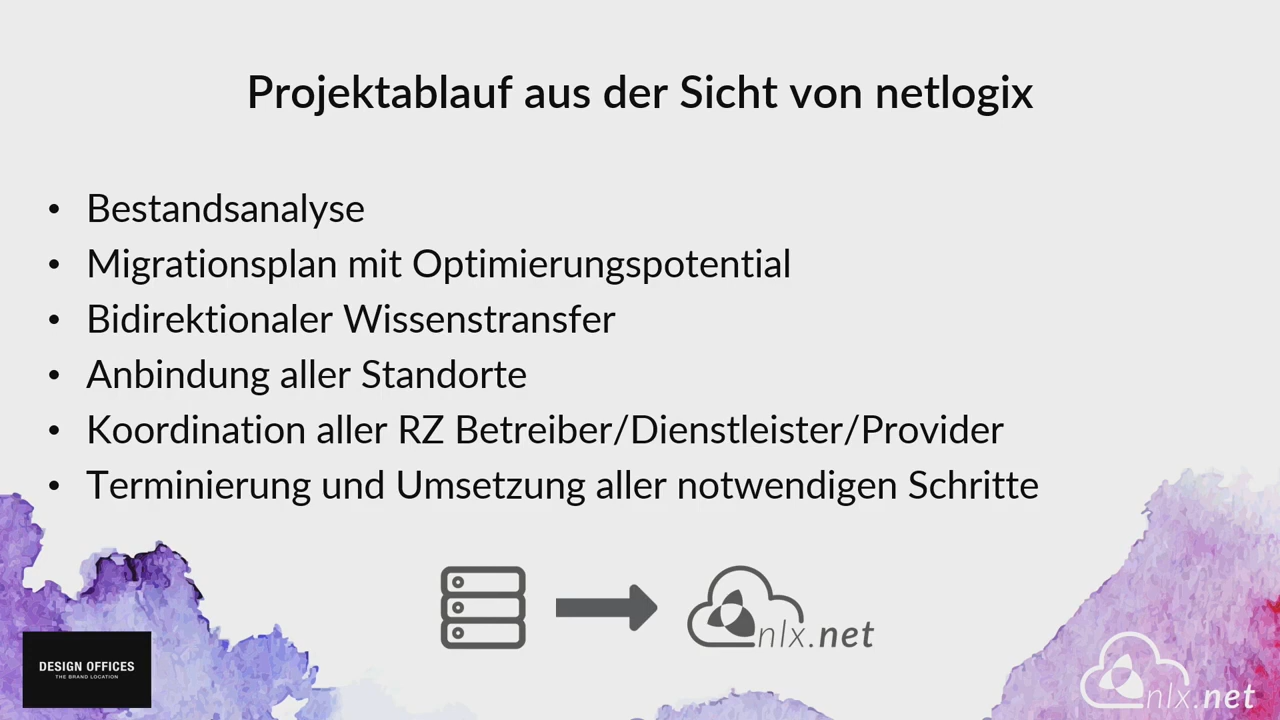 Projektablauf aus der Sicht von netlogix
• Bestandsanalyse
• Migrationsplan mit Optimierungspotential
• Bidirektionaler Wissenstransfer
• Anbindung aller Standorte
• Koordination aller RZ Betreiber/Dienstleister/Provider
• Terminierung und Umsetzung aller notwendigen Schritte
nlx.net
DESIGN OFFICES
THE BRAND LOCATION
nlx.net